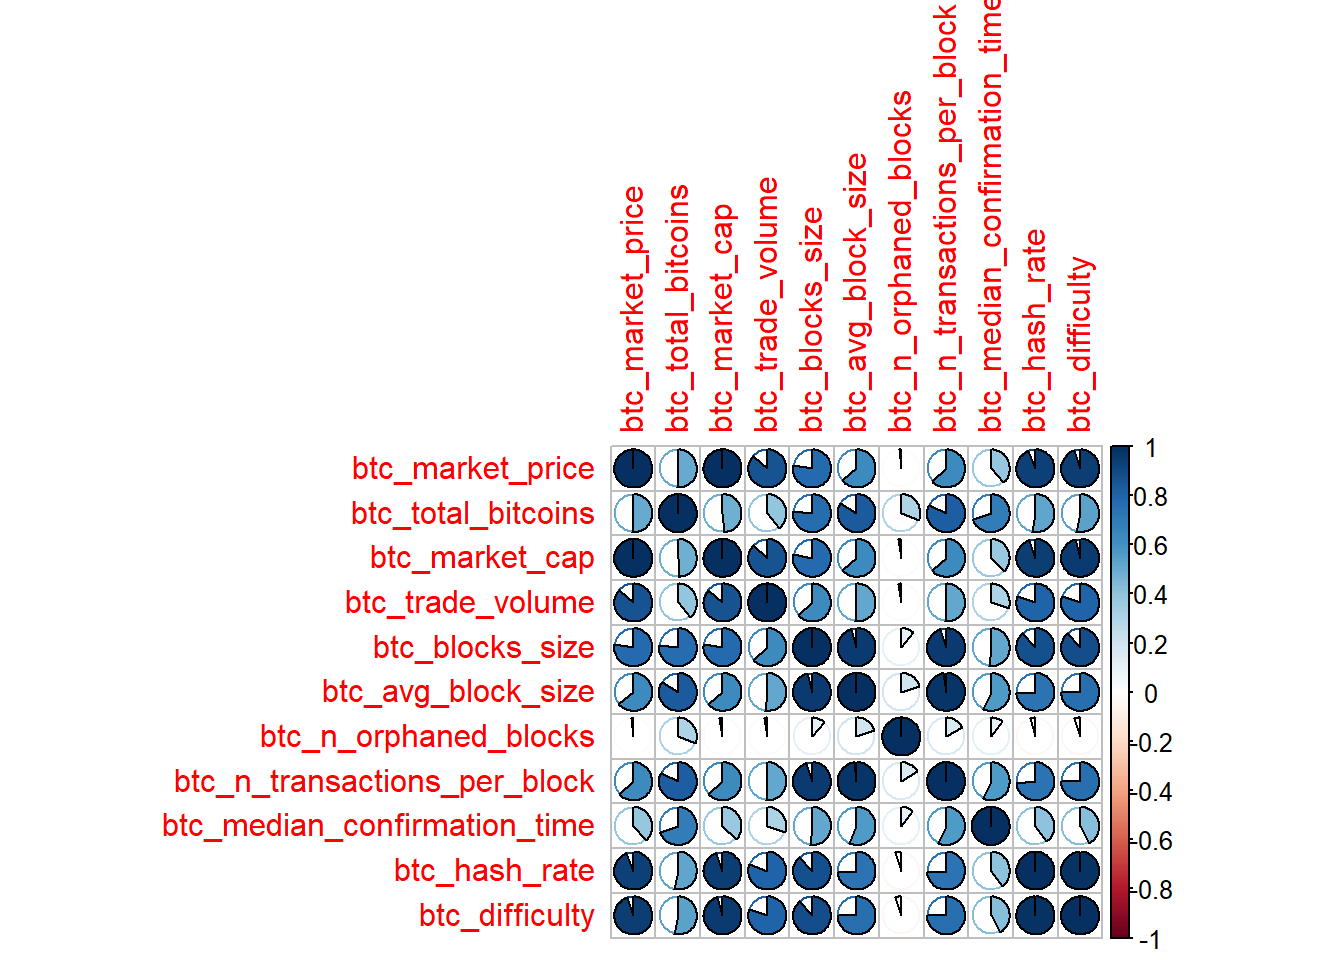 btc_market_price
btc_total_bitcoins
btc_market_cap
btc_trade_volume
btc_blocks_size
btc_avg_block_size
btc_n_orphaned_blocks
btc_n_transactions_per_block
btc_median_confirmation_time
btc_hash_rate
btc_difficulty
btc_market_price
btc_total_bitcoins
btc_market_cap
btc_trade_volume
btc_blocks_size
btc_avg_block_size
btc_n_orphaned_blocks
btc_n_transactions_per_block
btc_median_confirmation_time
btc_hash_rate
btc_difficulty
1
0.8
0.6
0.4
0.2
0
-0.2
-0.4
-0.6
-0.8
-1